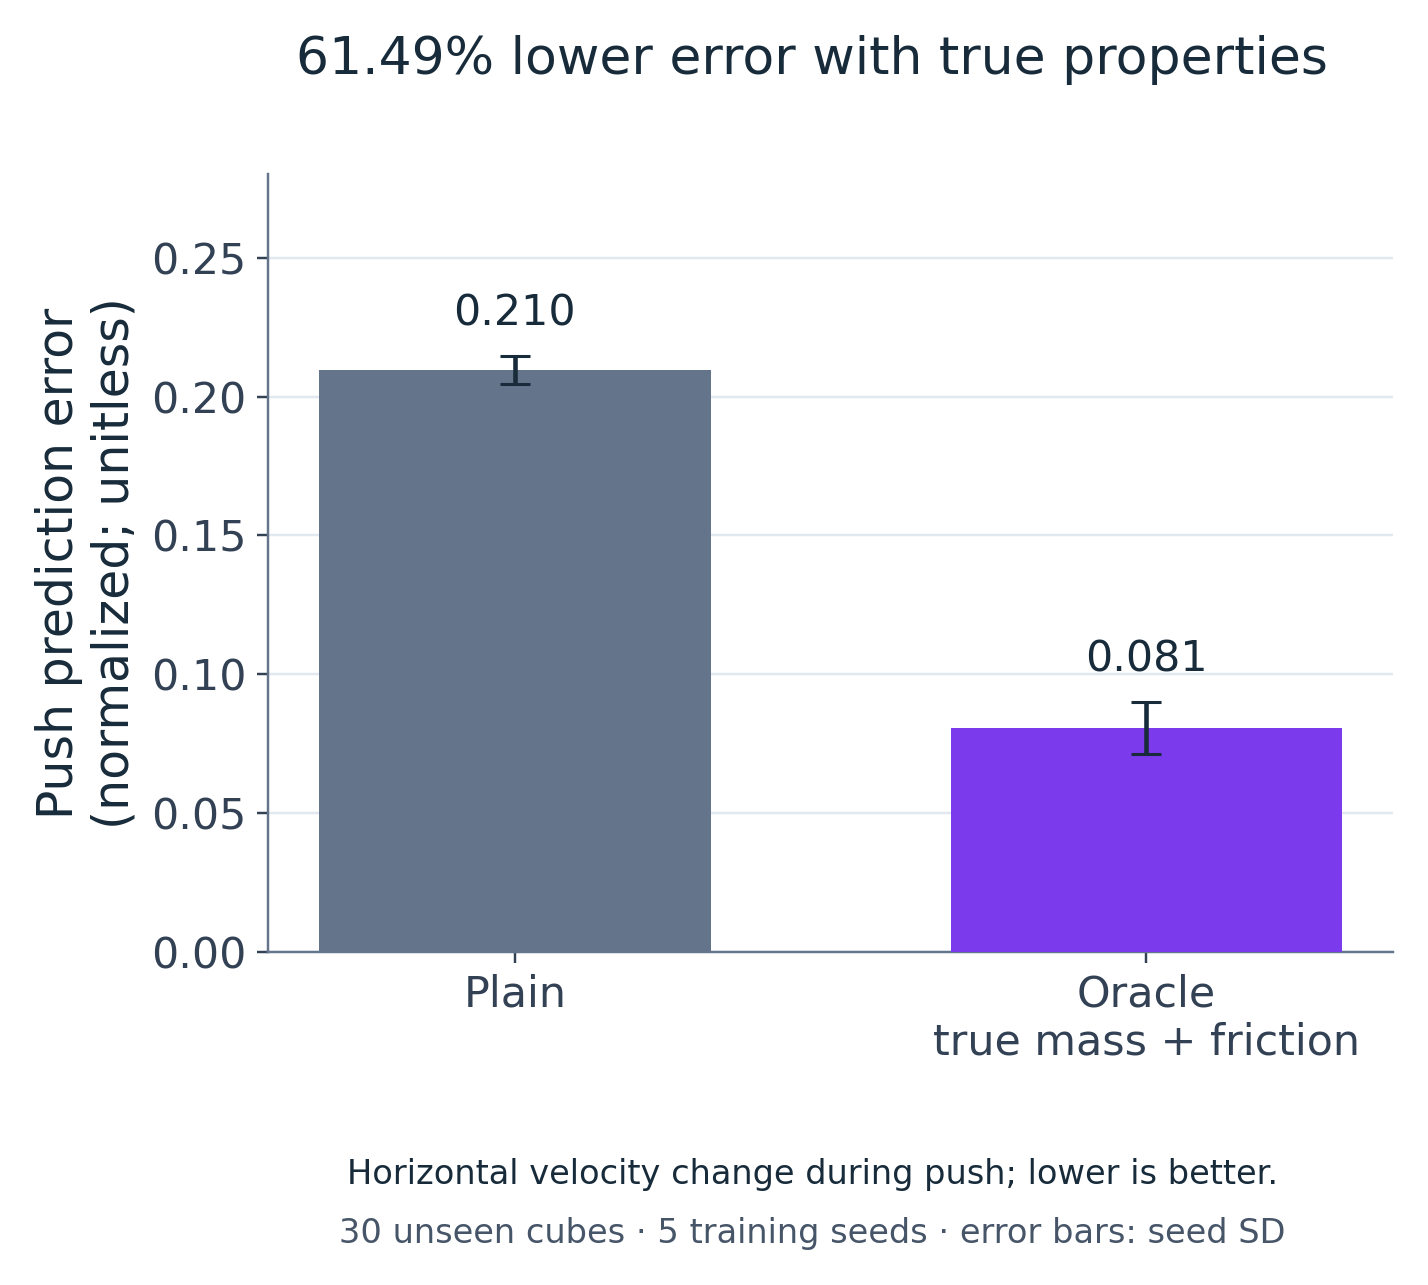 61.49% lower error with true properties
Push prediction error
(normalized; unitless)
0.25
0.20
0.15
0.10
0.05
0.00
0.210
0.081
Plain
Oracle
true mass + friction
Horizontal velocity change during push; lower is better.
30 unseen cubes · 5 training seeds · error bars: seed SD